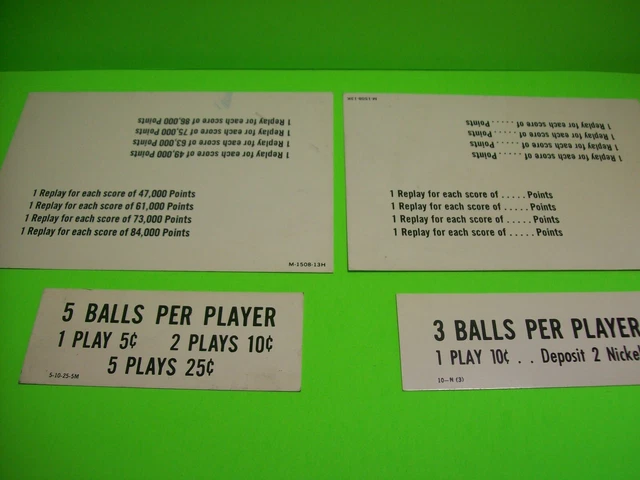 1 Replay for each score of 49,000 Points
1 Replay for each score of 63,000 Points
1 Replay for each score of 75,000 Points
1 Replay for each score of 86,000 Points
1 Replay for each score of 47,000 Points
1 Replay for each score of 61,000 Points
1 Replay for each score of 73,000 Points
1 Replay for each score of 84,000 Points
M-1508-13H
1 Replay for each score of ..... Points
1 Replay for each score of ..... Points
1 Replay for each score of ..... Points
1 Replay for each score of ..... Points
1 Replay for each score of ..... Points
1 Replay for each score of ..... Points
1 Replay for each score of ..... Points
1 Replay for each score of ..... Points
5 BALLS PER PLAYER
1 PLAY 5¢ 2 PLAYS 10¢
5 PLAYS 25¢
5-10-25-5M
3 BALLS PER PLAYER
1 PLAY 10¢ . . Deposit 2 Nickel
10-N (3)